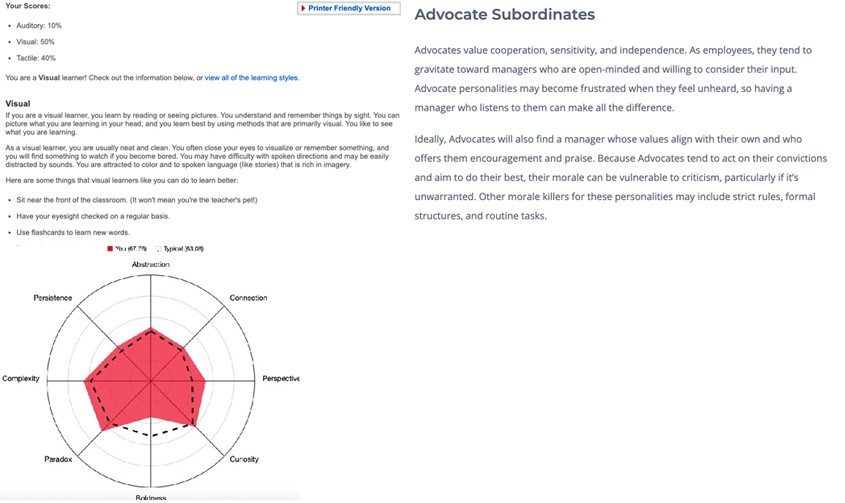 Your Scores:
Printer Friendly Version
• Auditory: 10%
• Visual: 50%
• Tactile: 40%
You are a Visual learner! Check out the information below, or view all of the learning styles.
Visual
If you are a visual learner, you learn by reading or seeing pictures. You understand and remember things by sight. You can
picture what you are learning in your head, and you learn best by using methods that are primarily visual. You like to see
what you are learning.
As a visual learner, you are usually neat and clean. You often close your eyes to visualize or remember something, and
you will find something to watch if you become bored. You may have difficulty with spoken directions and may be easily
distracted by sounds. You are attracted to color and to spoken language (like stories) that is rich in imagery.
Here are some things that visual learners like you can do to learn better:
• Sit near the front of the classroom. (It won't mean you're the teacher's pet!)
• Have your eyesight checked on a regular basis.
• Use flashcards to learn new words.
You (67.76) Typical (63.08)
Abstraction
Persistence
Connection
Complexity
Perspective
Paradox
Curiosity
Boldness
Advocate Subordinates
Advocates value cooperation, sensitivity, and independence. As employees, they tend to
gravitate toward managers who are open-minded and willing to consider their input.
Advocate personalities may become frustrated when they feel unheard, so having a
manager who listens to them can make all the difference.
Ideally, Advocates will also find a manager whose values align with their own and who
offers them encouragement and praise. Because Advocates tend to act on their convictions
and aim to do their best, their morale can be vulnerable to criticism, particularly if it's
unwarranted. Other morale killers for these personalities may include strict rules, formal
structures, and routine tasks.